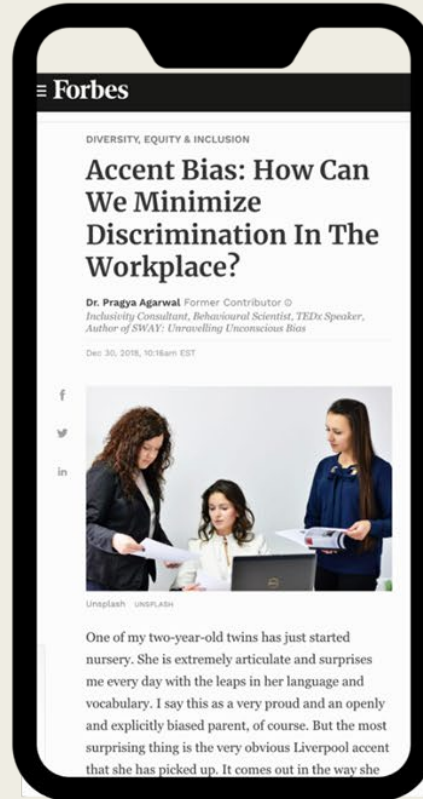 Forbes
DIVERSITY, EQUITY & INCLUSION
Accent Bias: How Can
We Minimize
Discrimination In The
Workplace?
Dr. Pragya Agarwal Former Contributor
Inclusivity Consultant, Behavioural Scientist, TEDx Speaker,
Author of SWAY: Unravelling Unconscious Bias
Dec 30, 2018, 10:16am EST
Unsplash UNSPLASH
One of my two-year-old twins has just started
nursery. She is extremely articulate and surprises
me every day with the leaps in her language and
vocabulary. I say this as a very proud and an openly
and explicitly biased parent, of course. But the most
surprising thing is the very obvious Liverpool accent
that she has picked up. It comes out in the way she